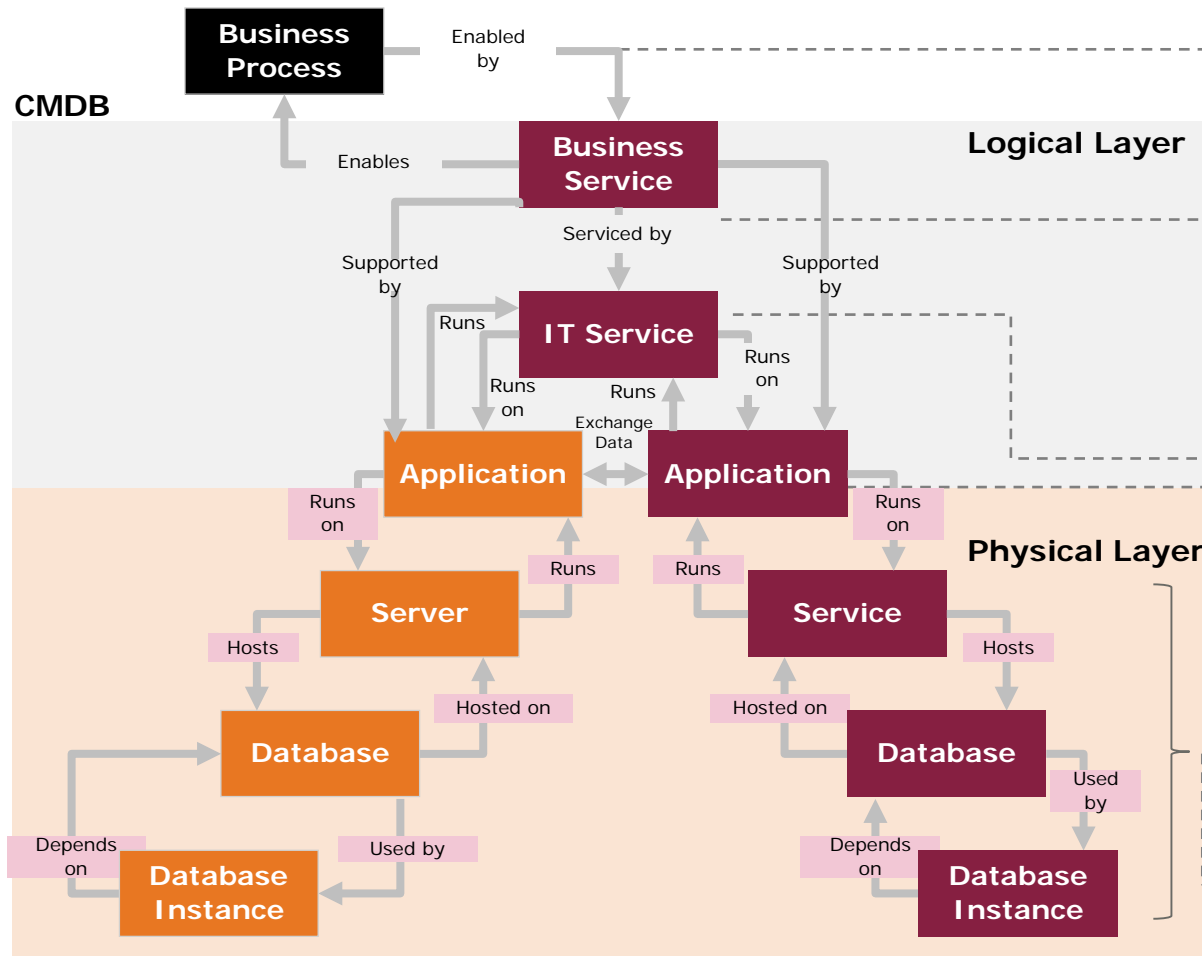 Business
Process
Enabled
by
CMDB
Logical Layer
Enables
Business
Service
Serviced by
Supported
by
Supported
by
Runs
IT Service
Runs
on
Runs
on
Runs
Exchange
Data
Application
Application
Runs
on
Runs
on
Physical Layer
Runs
Runs
Server
Service
Hosts
Hosts
Hosted on
Hosted on
Database
Database
Used
by
Depends
on
Used by
Depends
on
Database
Instance
Database
Instance